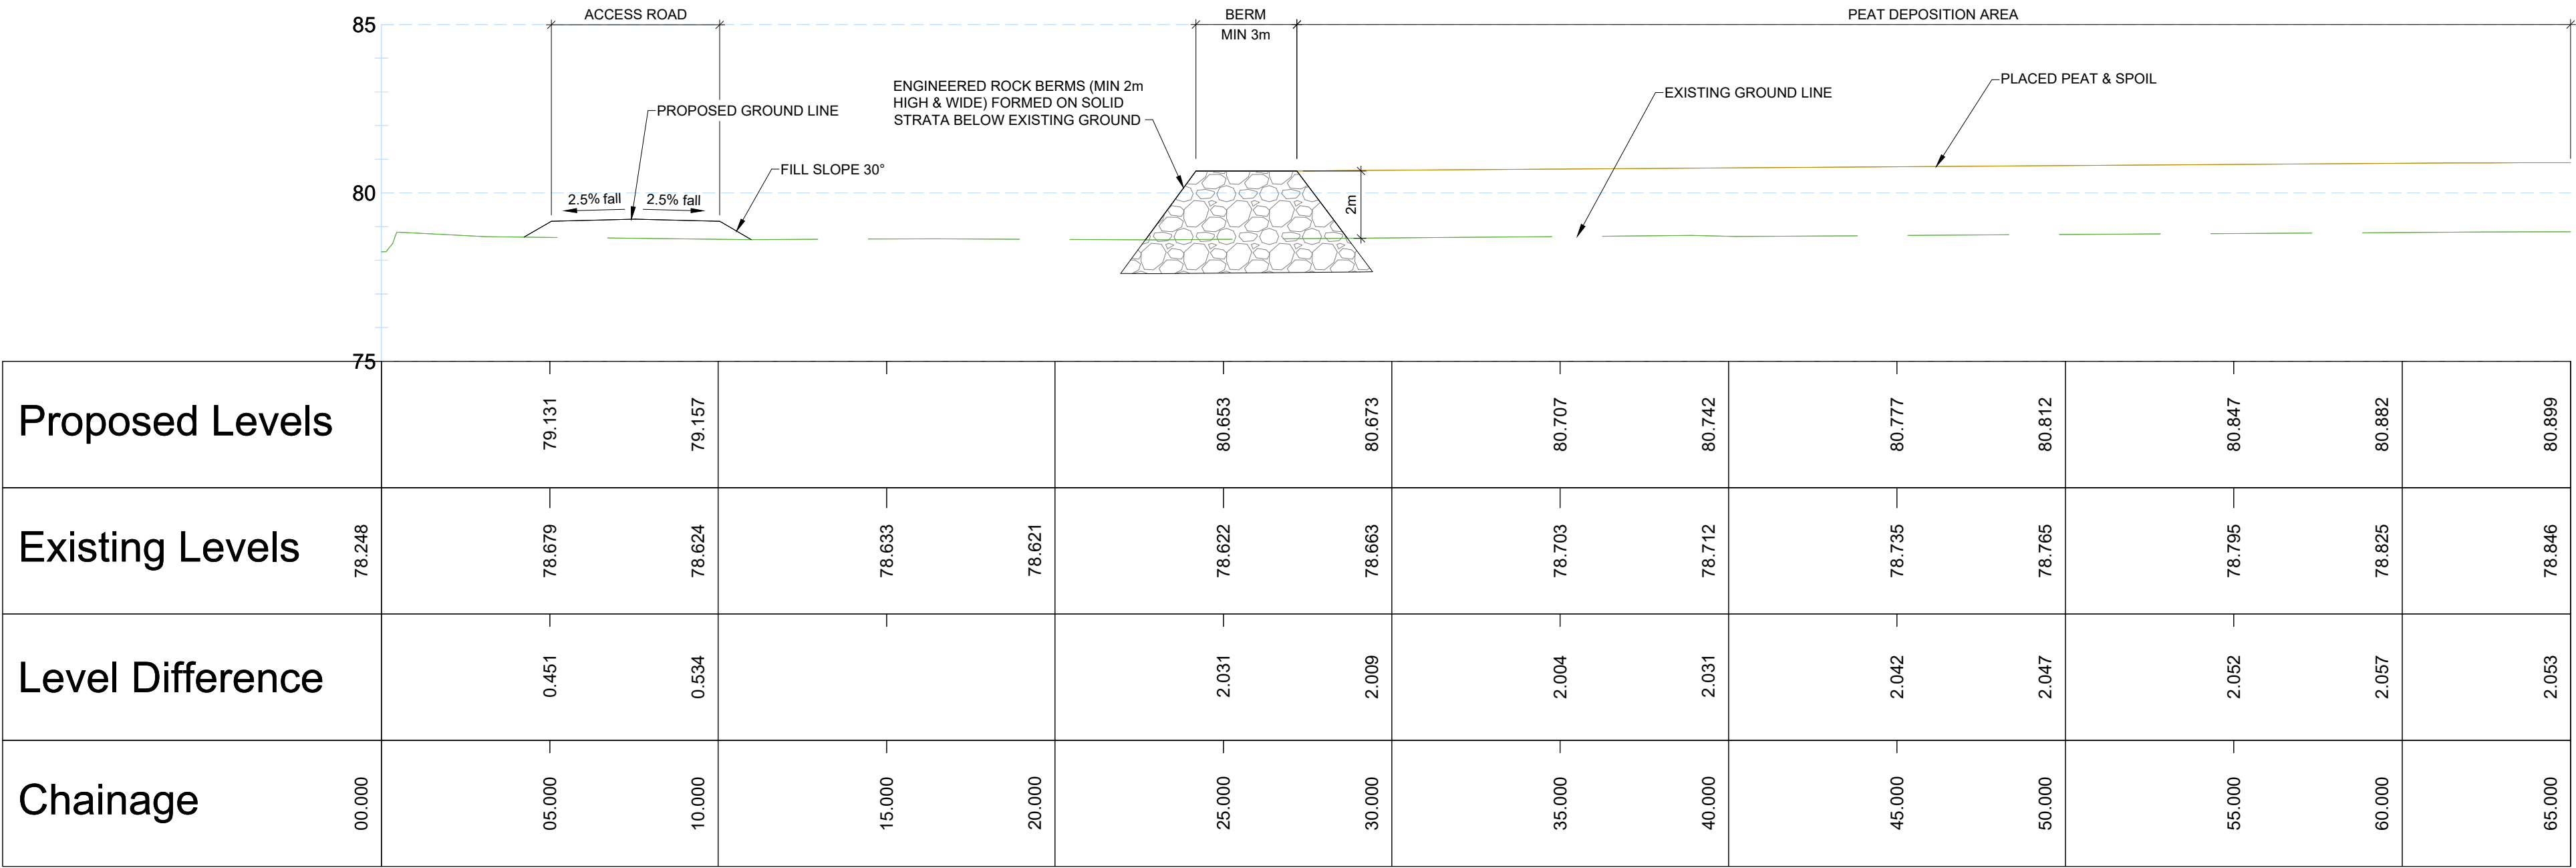 ACCESS ROAD
BERM
PEAT DEPOSITION AREA
85
MIN 3m
ENGINEERED ROCK BERMS (MIN 2m
HIGH & WIDE) FORMED ON SOLID
STRATA BELOW EXISTING GROUND
PLACED PEAT & SPOIL
EXISTING GROUND LINE
PROPOSED GROUND LINE
FILL SLOPE 30°
80
2.5% fall
2.5% fall
2m
75
Proposed Levels
79.131
79.157
80.653
80.673
80.707
80.742
80.777
80.812
80.847
80.882
80.899
Existing Levels
78.248
78.679
78.624
78.633
78.621
78.622
78.663
78.703
78.712
78.735
78.765
78.795
78.825
78.846
Level Difference
0.451
0.534
2.031
2.009
2.004
2.031
2.042
2.047
2.052
2.057
2.053
Chainage
00.000
05.000
10.000
15.000
20.000
25.000
30.000
35.000
40.000
45.000
50.000
55.000
60.000
65.000